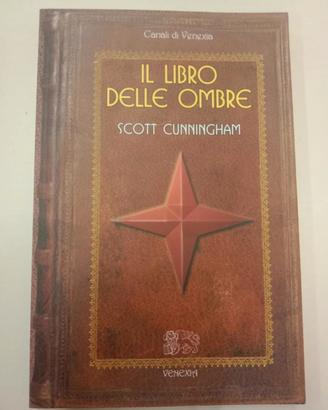 Canali di Venexia
IL LIBRO
DELLE OMBRE
SCOTT CUNNINGHAM
VENEXIA